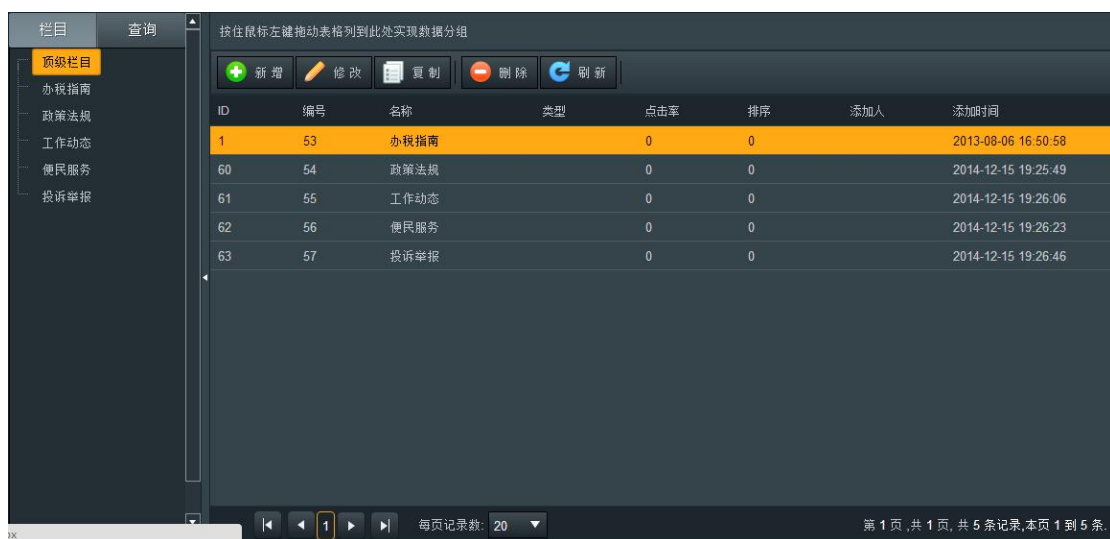 栏目 查询
顶级栏目
办税指南
政策法规
工作动态
便民服务
投诉举报
按住鼠标左键拖动表格列到此处实现数据分组
新增 修改 复制 删除 刷新
ID 编号 名称 类型 点击率 排序 添加人 添加时间
1 53 办税指南 0 0 2013-08-06 16:50:58
60 54 政策法规 0 0 2014-12-15 19:25:49
61 55 工作动态 0 0 2014-12-15 19:26:06
62 56 便民服务 0 0 2014-12-15 19:26:23
63 57 投诉举报 0 0 2014-12-15 19:26:46
1 每页记录数: 20
第 1 页 ,共 1 页, 共 5 条记录,本页 1 到 5 条.